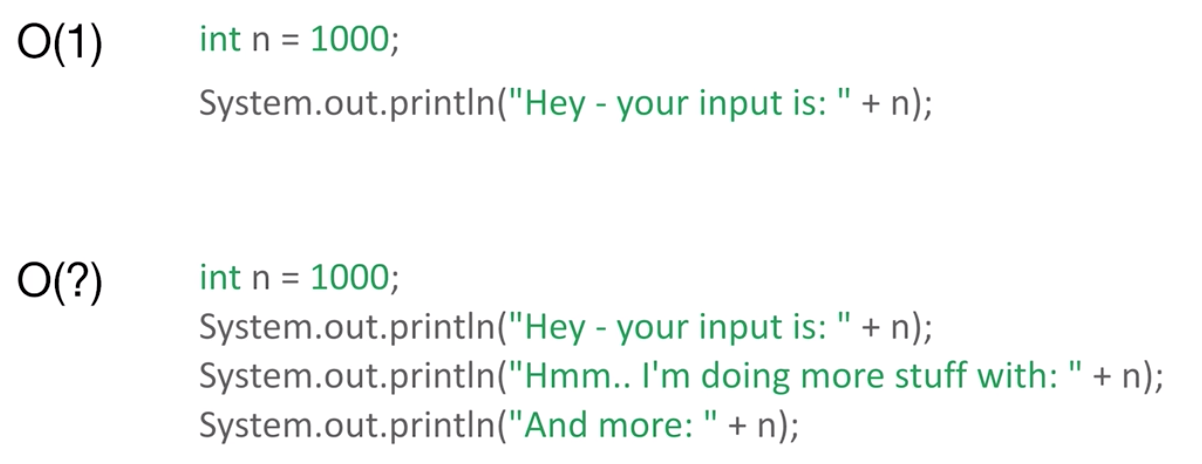 O(1) int n = 1000;
System.out.println("Hey - your input is: " + n);
O(?) int n = 1000;
System.out.println("Hey - your input is: " + n);
System.out.println("Hmm.. I'm doing more stuff with: " + n);
System.out.println("And more: " + n);